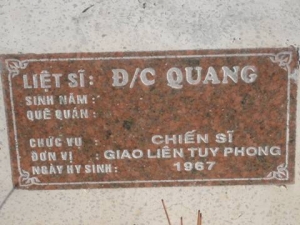 LIỆT SĨ: Đ/C QUANG
SINH NĂM:
QUÊ QUÁN:
CHỨC VỤ : CHIẾN SĨ
ĐƠN VỊ : GIAO LIÊN TUY PHONG
NGÀY HY SINH: 1967